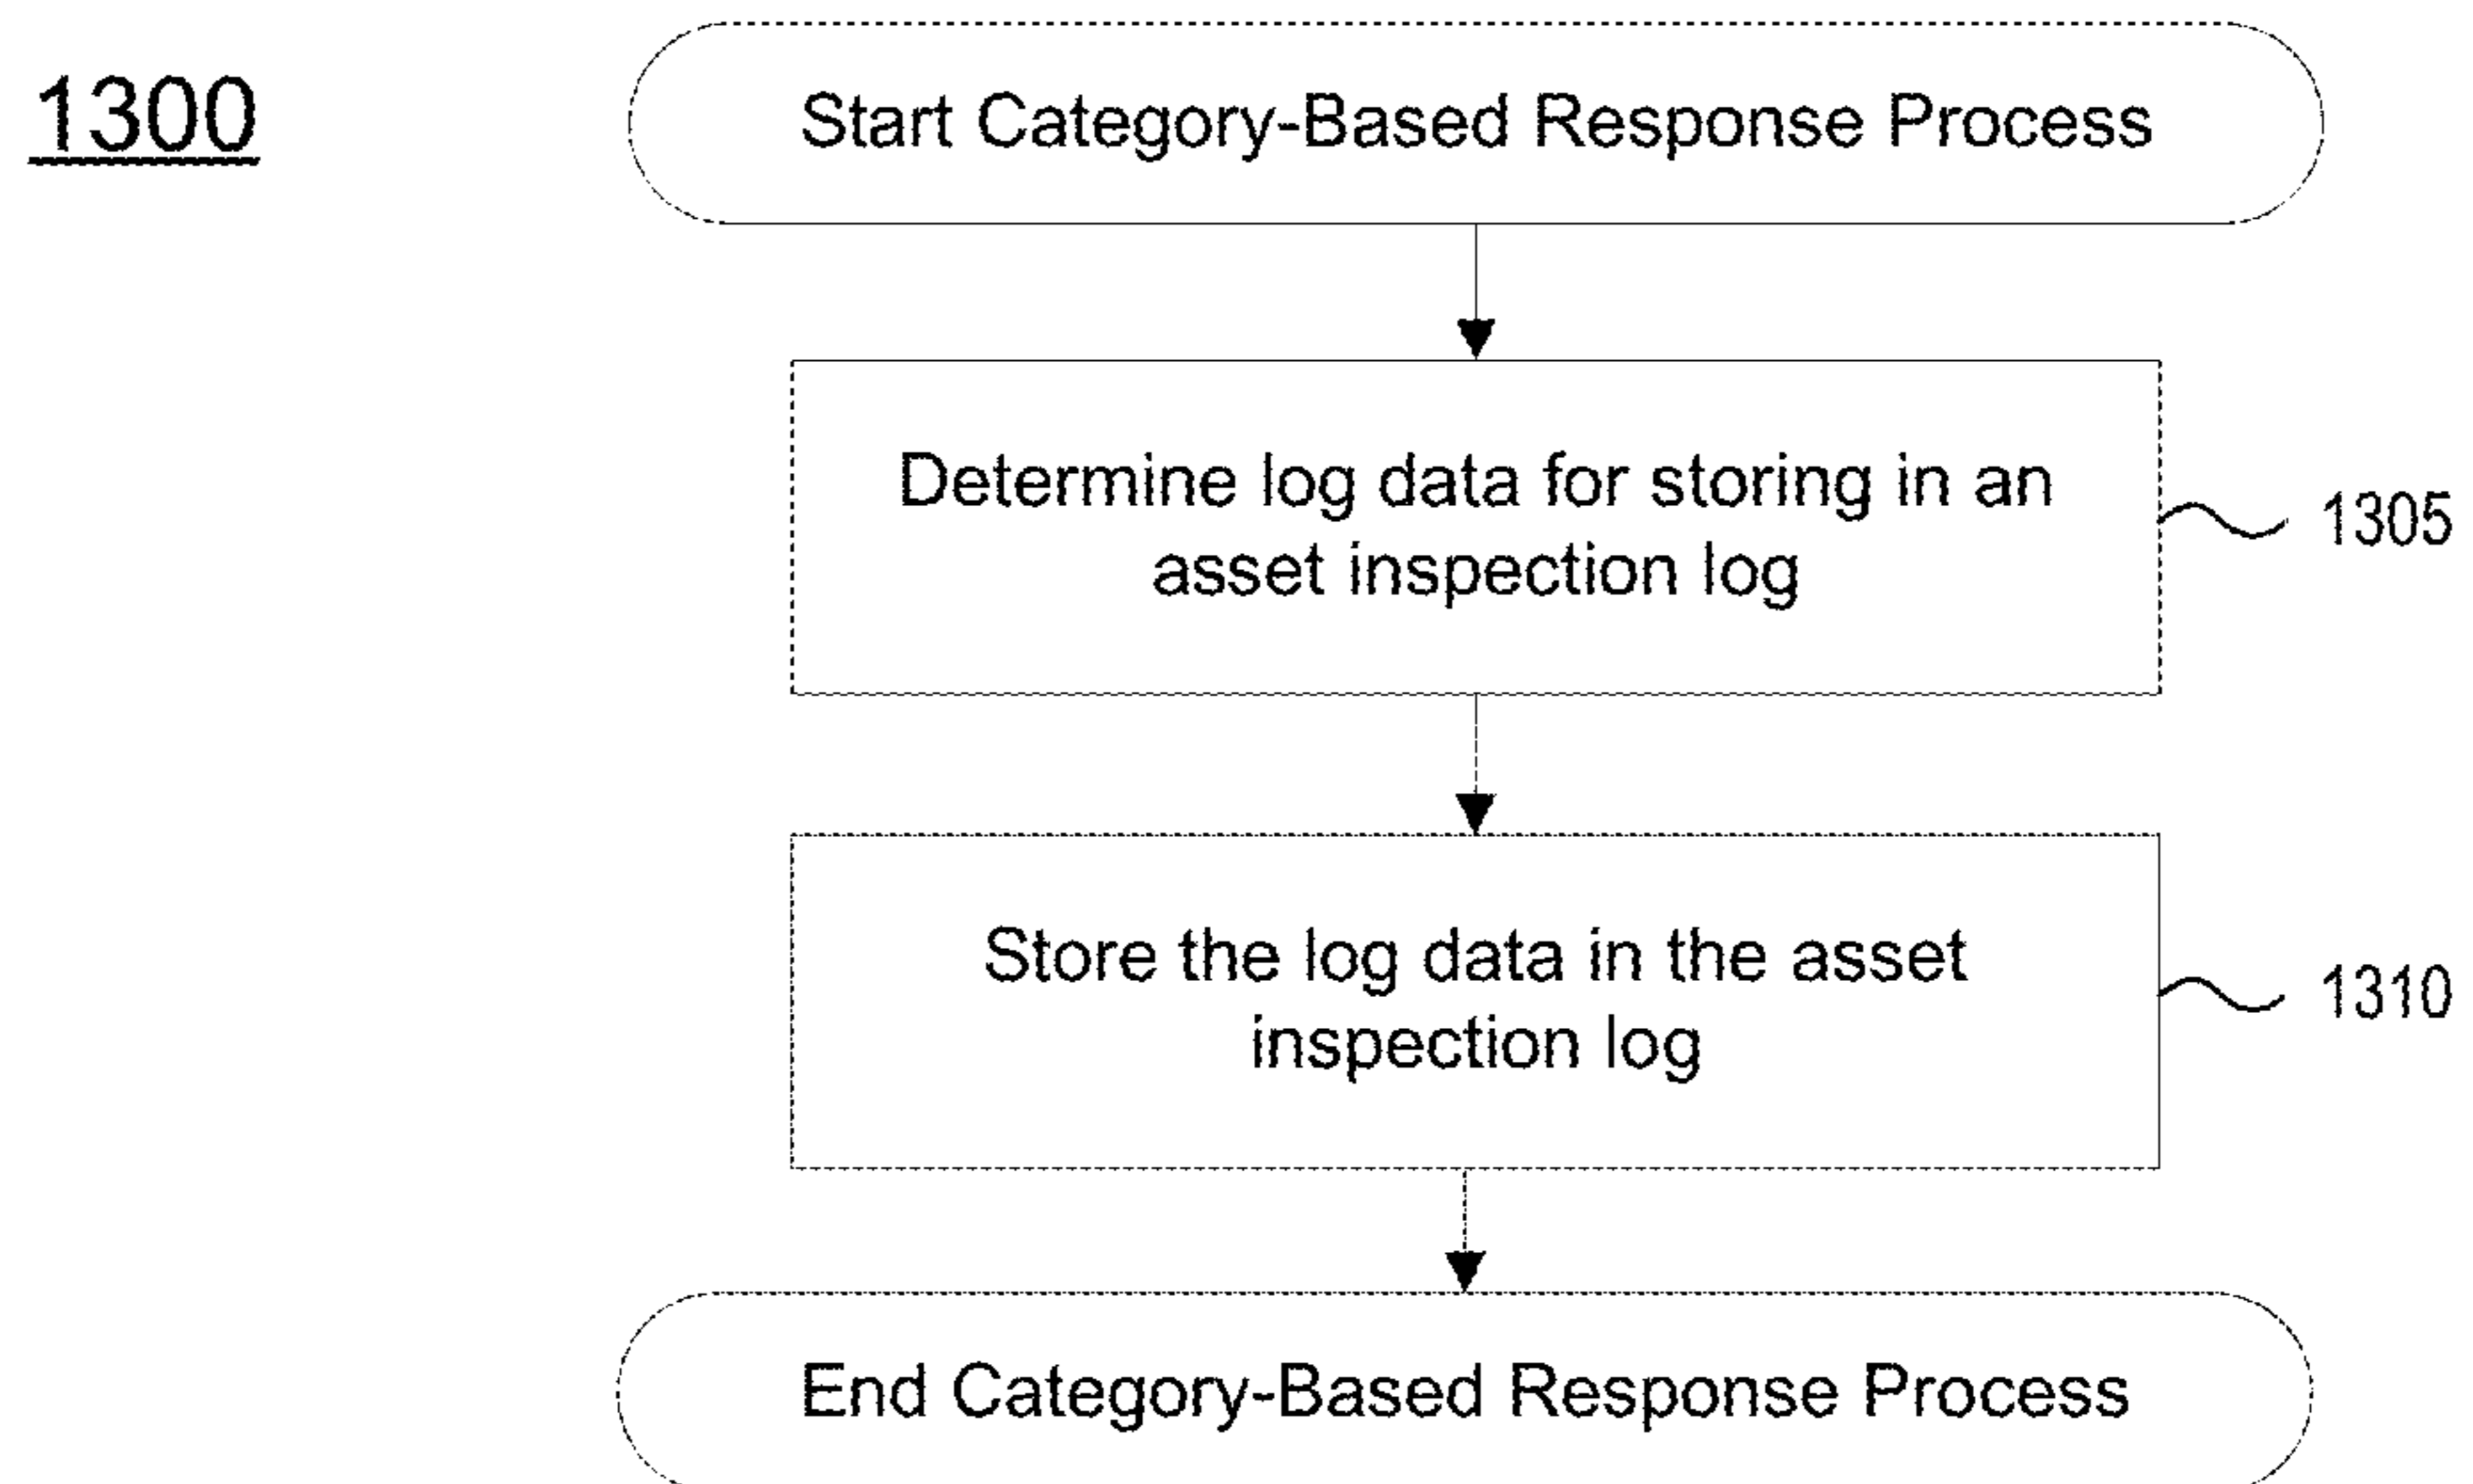 1300
Start Category-Based Response Process
Determine log data for storing in an
asset inspection log
1305
Store the log data in the asset
inspection log
1310
End Category-Based Response Process